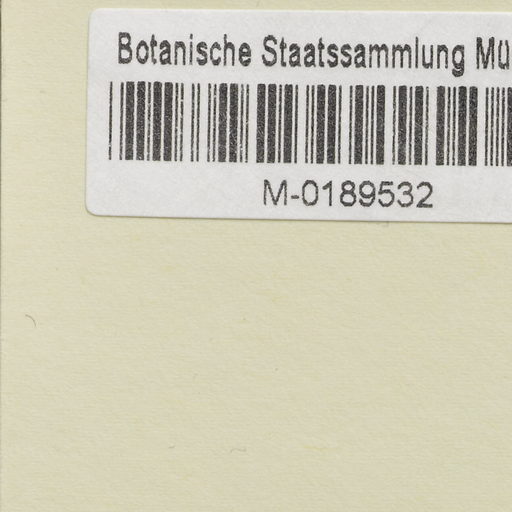 Botanische Staatssammlung Mü
M-0189532